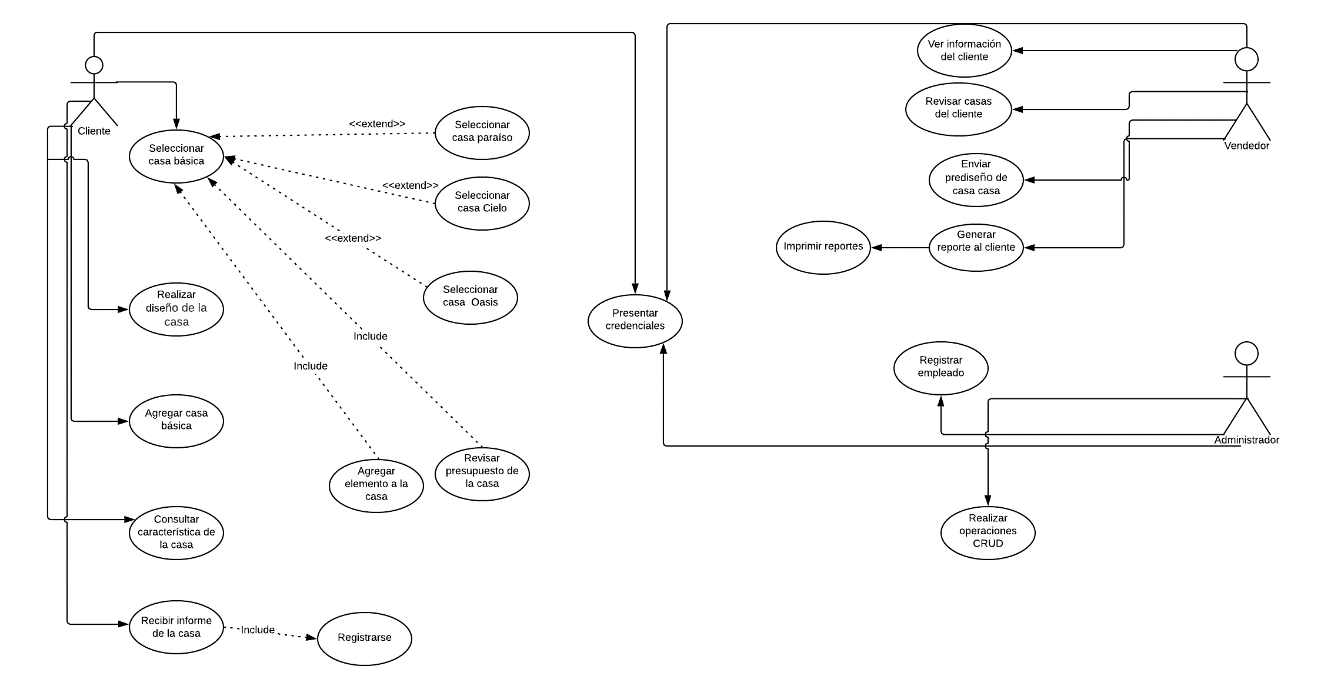 Cliente
Seleccionar
casa básica
<<extend>>
Seleccionar
casa paraíso
<<extend>>
Seleccionar
casa Cielo
<<extend>>
Seleccionar
casa Oasis
Include
Include
Realizar
diseño de la
casa
Agregar casa
básica
Agregar
elemento a la
casa
Revisar
presupuesto de
la casa
Consultar
característica de
la casa
Recibir informe
de la casa
Include
Registrarse
Presentar
credenciales
Ver información
del cliente
Revisar casas
del cliente
Vendedor
Enviar
prediseño de
casa casa
Generar
reporte al cliente
Imprimir reportes
Registrar
empleado
Administrador
Realizar
operaciones
CRUD